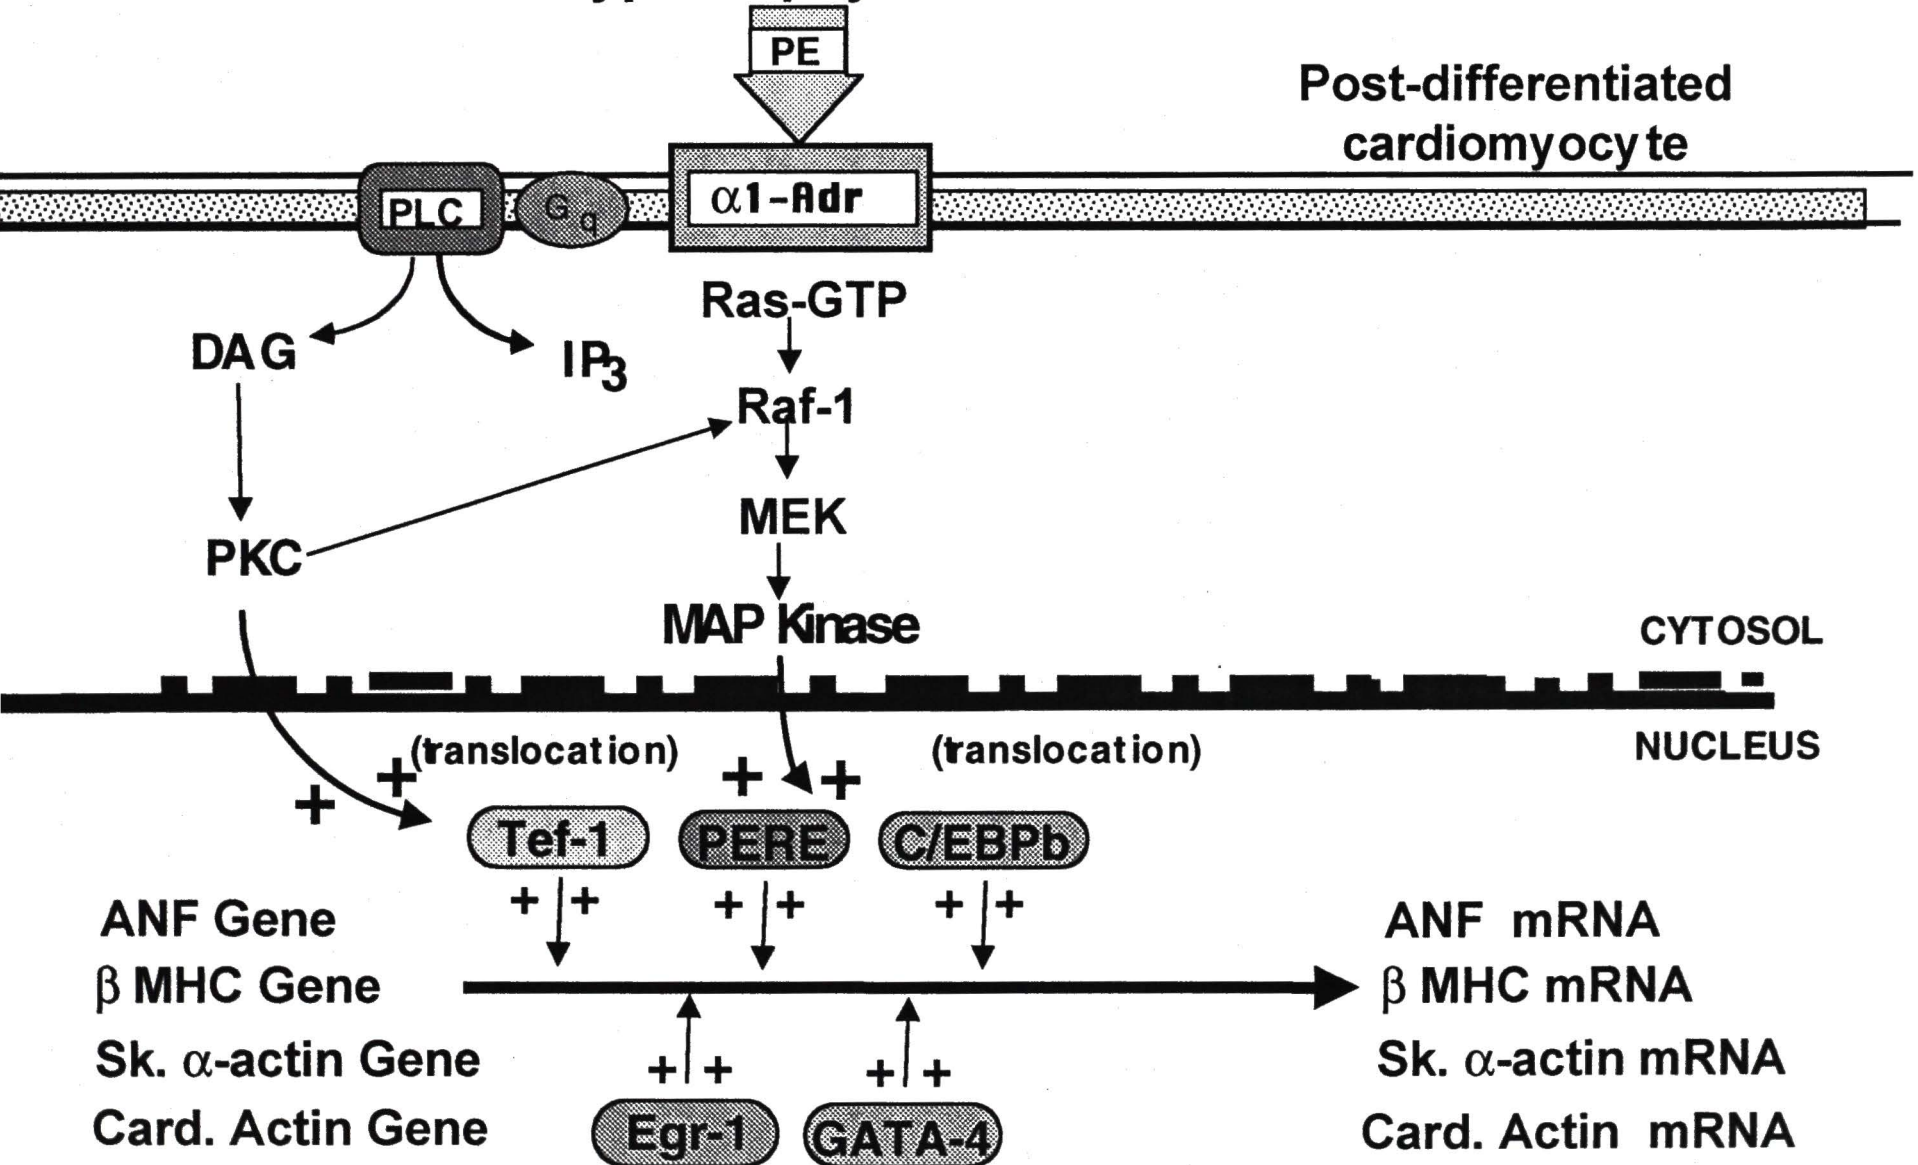 PE
Post-differentiated
cardiomyocyte
PLC
Gq
α1-Adr
Ras-GTP
DAG
IP3
Raf-1
MEK
PKC
MAP Kinase
CYTOSOL
(translocation)
(translocation)
NUCLEUS
+
+
+
+
Tef-1
PERE
C/EBPb
+ +
+ +
+ +
ANF Gene
ANF mRNA
β MHC Gene
β MHC mRNA
Sk. α-actin Gene
Sk. α-actin mRNA
+ +
+ +
Card. Actin Gene
Egr-1
GATA-4
Card. Actin mRNA